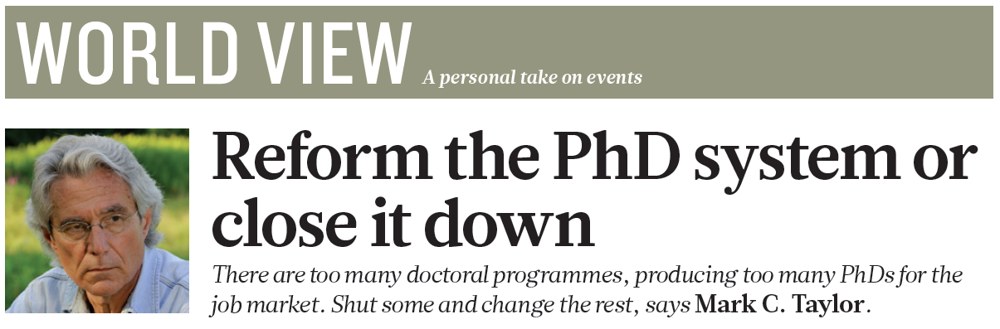 WORLD VIEW A personal take on events
Reform the PhD system or
close it down
There are too many doctoral programmes, producing too many PhDs for the
job market. Shut some and change the rest, says Mark C. Taylor.